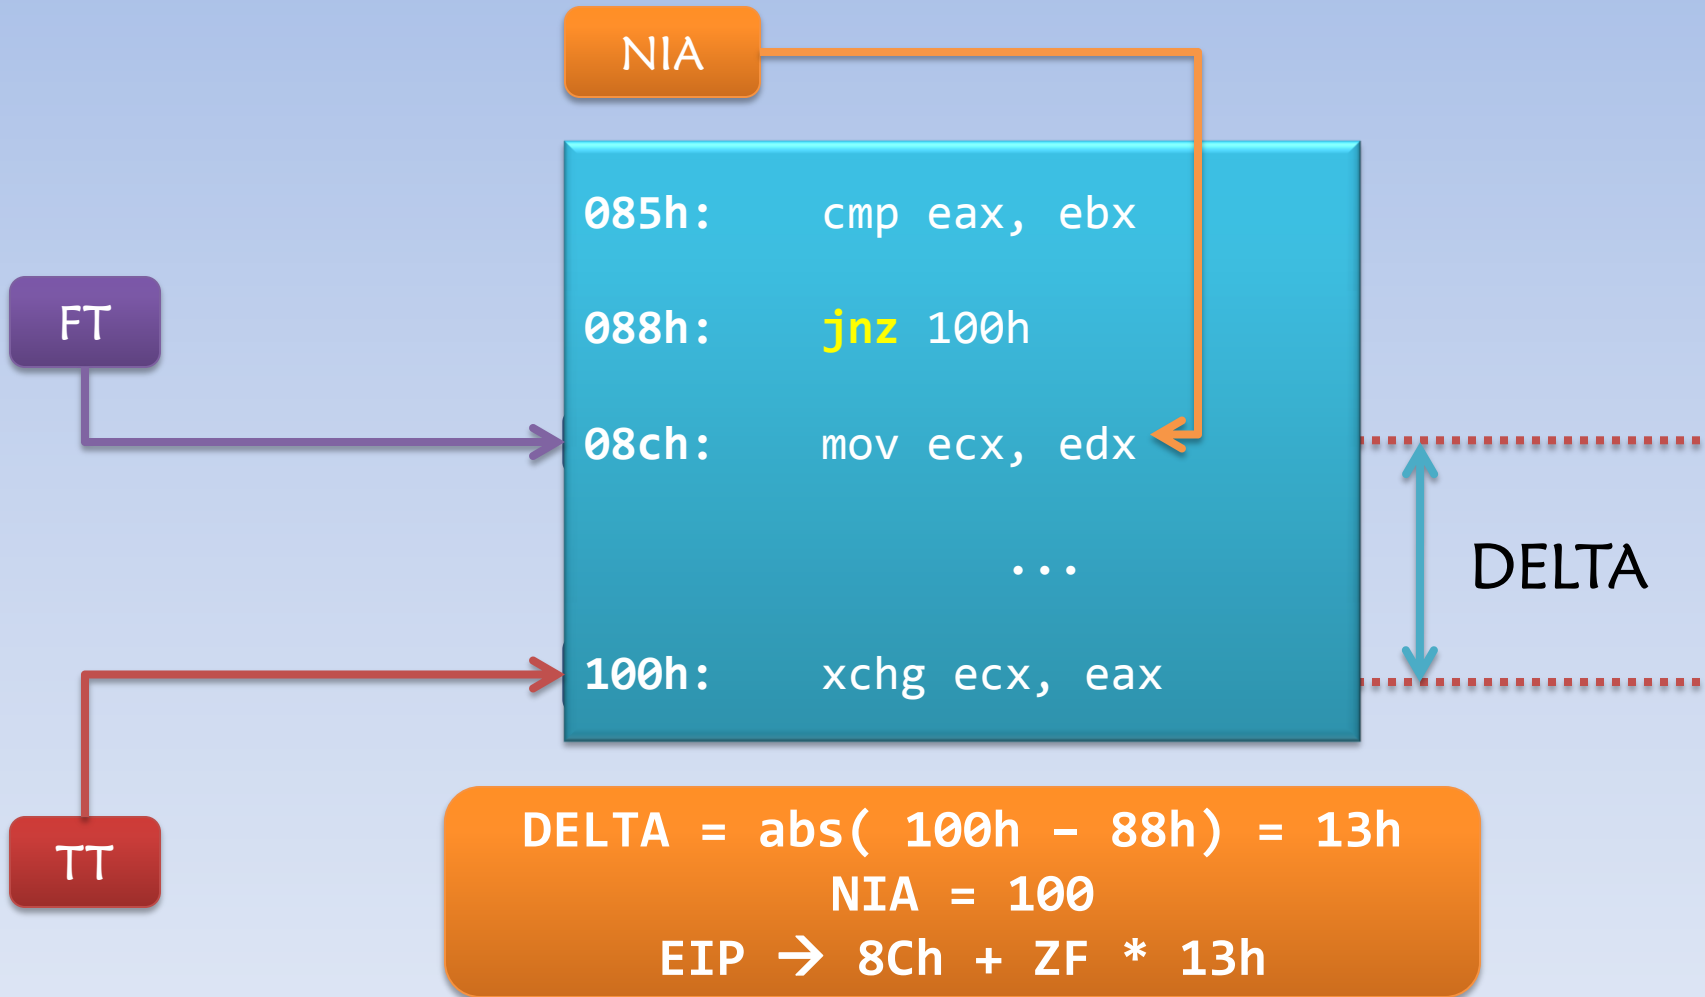 NIA
085h: cmp eax, ebx
FT
088h: jnz 100h
08ch: mov ecx, edx
...
DELTA
100h: xchg ecx, eax
TT
DELTA = abs( 100h – 88h) = 13h
NIA = 100
EIP → 8Ch + ZF * 13h